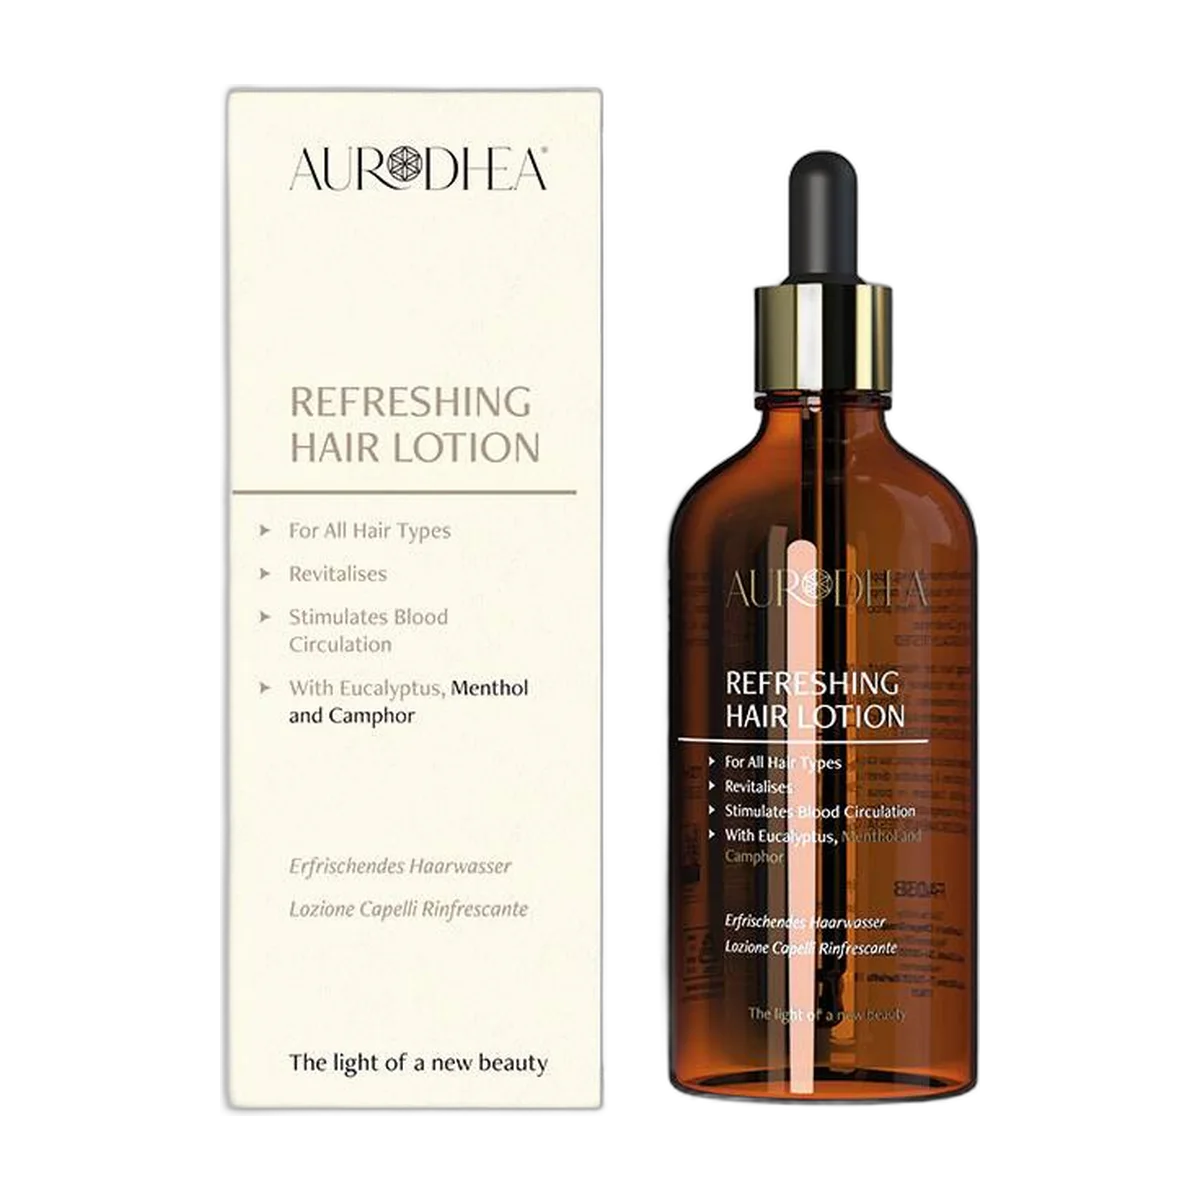 AURODHEA®
REFRESHING
HAIR LOTION
For All Hair Types
Revitalises
Stimulates Blood
Circulation
With Eucalyptus, Menthol
and Camphor
Erfrischendes Haarwasser
Lozione Capelli Rinfrescante
The light of a new beauty
AURODHEA
REFRESHING
HAIR LOTION
For All Hair Types
Revitalises
Stimulates Blood Circulation
With Eucalyptus, Menthol and
Camphor
Erfrischendes Haarwasser
Lozione Capelli Rinfrescante
The light of a new beauty